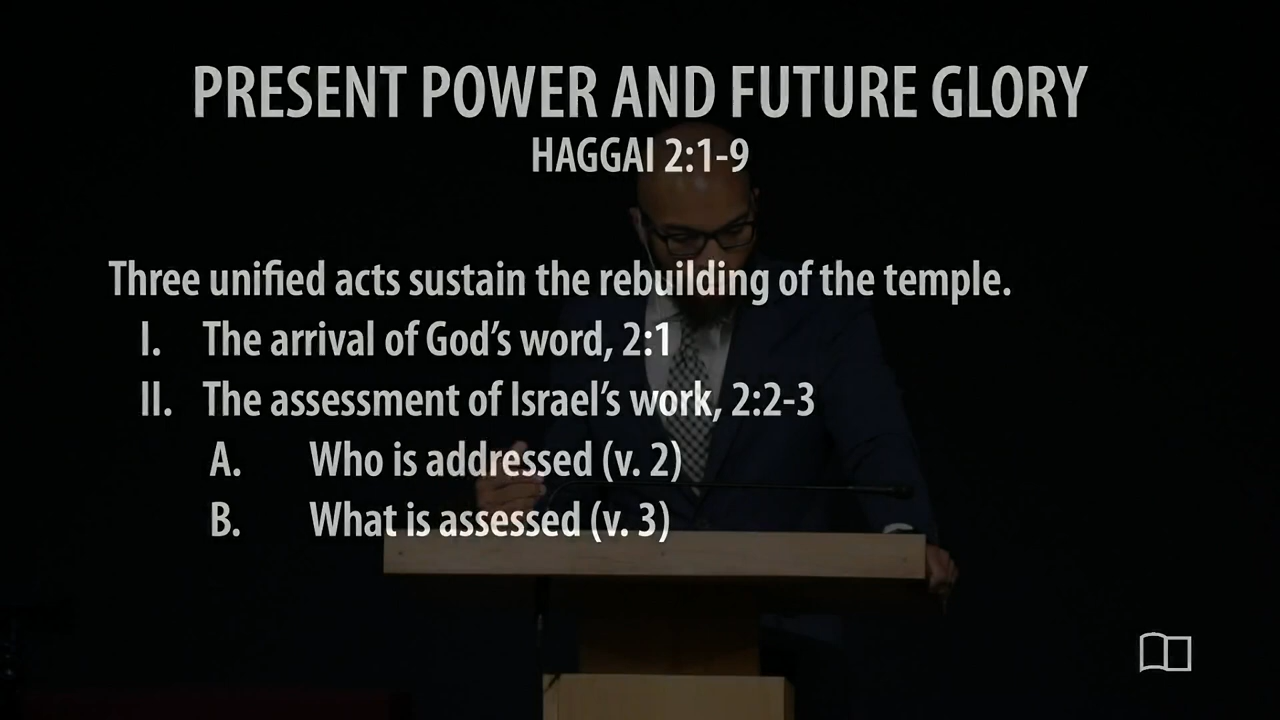 PRESENT POWER AND FUTURE GLORY
HAGGAI 2:1-9
Three unified acts sustain the rebuilding of the temple.
I. The arrival of God's word, 2:1
II. The assessment of Israel's work, 2:2-3
A. Who is addressed (v. 2)
B. What is assessed (v. 3)